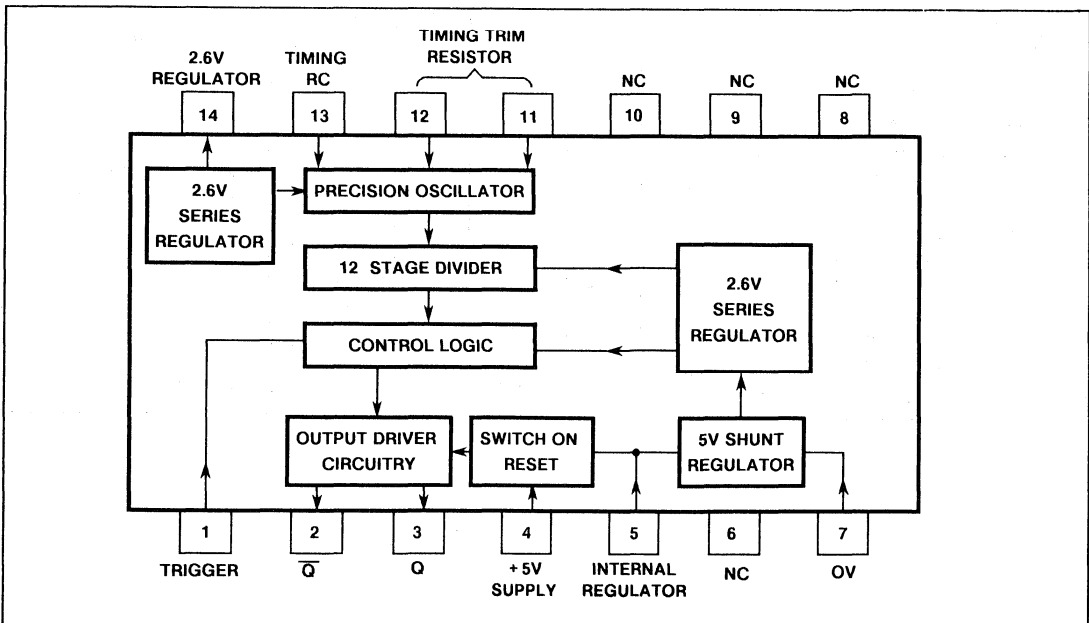 TIMING TRIM
RESISTOR
2.6V
REGULATOR
TIMING
RC
NC
NC
NC
14
13
12
11
10
9
8
2.6V
SERIES
REGULATOR
PRECISION OSCILLATOR
12 STAGE DIVIDER
2.6V
SERIES
REGULATOR
CONTROL LOGIC
OUTPUT DRIVER
CIRCUITRY
SWITCH ON
RESET
5V SHUNT
REGULATOR
1
2
3
4
5
6
7
TRIGGER
Q̅
Q
+5V
SUPPLY
INTERNAL
REGULATOR
NC
OV